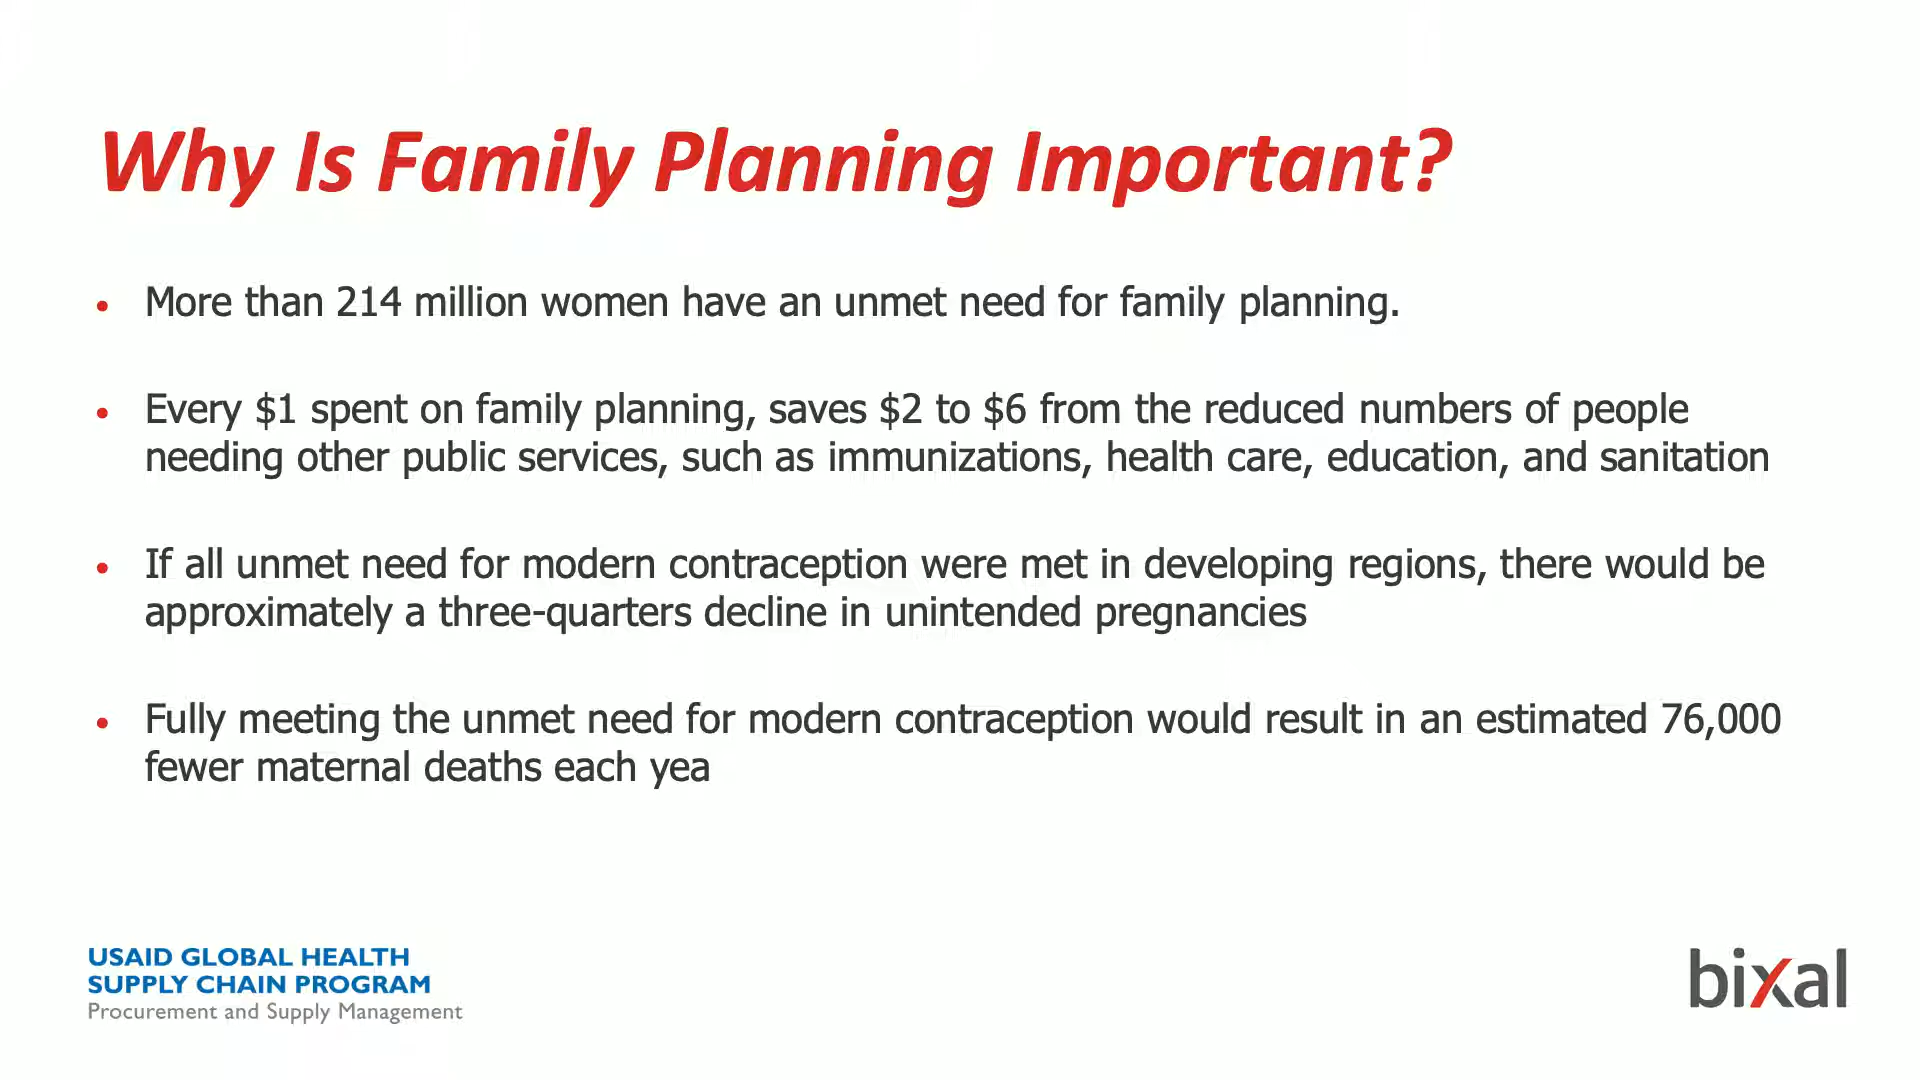 Why Is Family Planning Important?
• More than 214 million women have an unmet need for family planning.
• Every $1 spent on family planning, saves $2 to $6 from the reduced numbers of people
needing other public services, such as immunizations, health care, education, and sanitation
• If all unmet need for modern contraception were met in developing regions, there would be
approximately a three-quarters decline in unintended pregnancies
• Fully meeting the unmet need for modern contraception would result in an estimated 76,000
fewer maternal deaths each yea
USAID GLOBAL HEALTH
SUPPLY CHAIN PROGRAM
Procurement and Supply Management
bixal